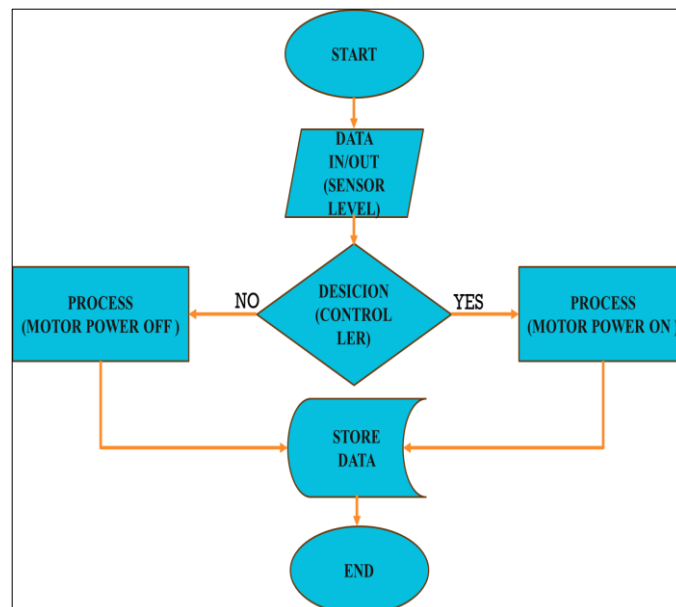 START
DATA
IN/OUT
(SENSOR
LEVEL)
DESICION
(CONTROL
LER)
NO
YES
PROCESS
(MOTOR POWER OFF )
PROCESS
(MOTOR POWER ON )
STORE
DATA
END